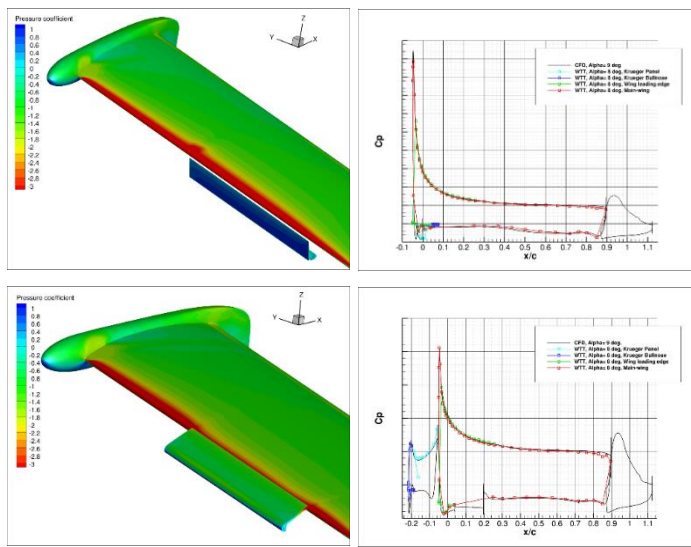 Pressure coefficient
1
0.8
0.6
0.4
0.2
0
-0.2
-0.4
-0.6
-0.8
-1
-1.2
-1.4
-1.6
-1.8
-2
-2.2
-2.4
-2.6
-2.8
-3
Z
Y
X
CFD, Alpha= 9 deg
WTT, Alpha= 8 deg, Krueger Panel
WTT, Alpha= 8 deg, Krueger Bullnose
WTT, Alpha= 8 deg, Wing leading edge
WTT, Alpha= 8 deg, Main-wing
Cp
0 0.1 0.2 0.3 0.4 0.5 0.6 0.7 0.8 0.9 1 1.1
x/c
Pressure coefficient
1
0.8
0.6
0.4
0.2
0
-0.2
-0.4
-0.6
-0.8
-1
-1.2
-1.4
-1.6
-1.8
-2
-2.2
-2.4
-2.6
-2.8
-3
Z
Y
X
CFD, Alpha= 9 deg.
WTT, Alpha= 6 deg, Krueger Panel
WTT, Alpha= 6 deg, Krueger Bullnose
WTT, Alpha= 6 deg, Wing leading edge
WTT, Alpha= 6 deg, Main-wing
Cp
-0.2 -0.1 0 0.1 0.2 0.3 0.4 0.5 0.6 0.7 0.8 0.9 1 1.1
x/c